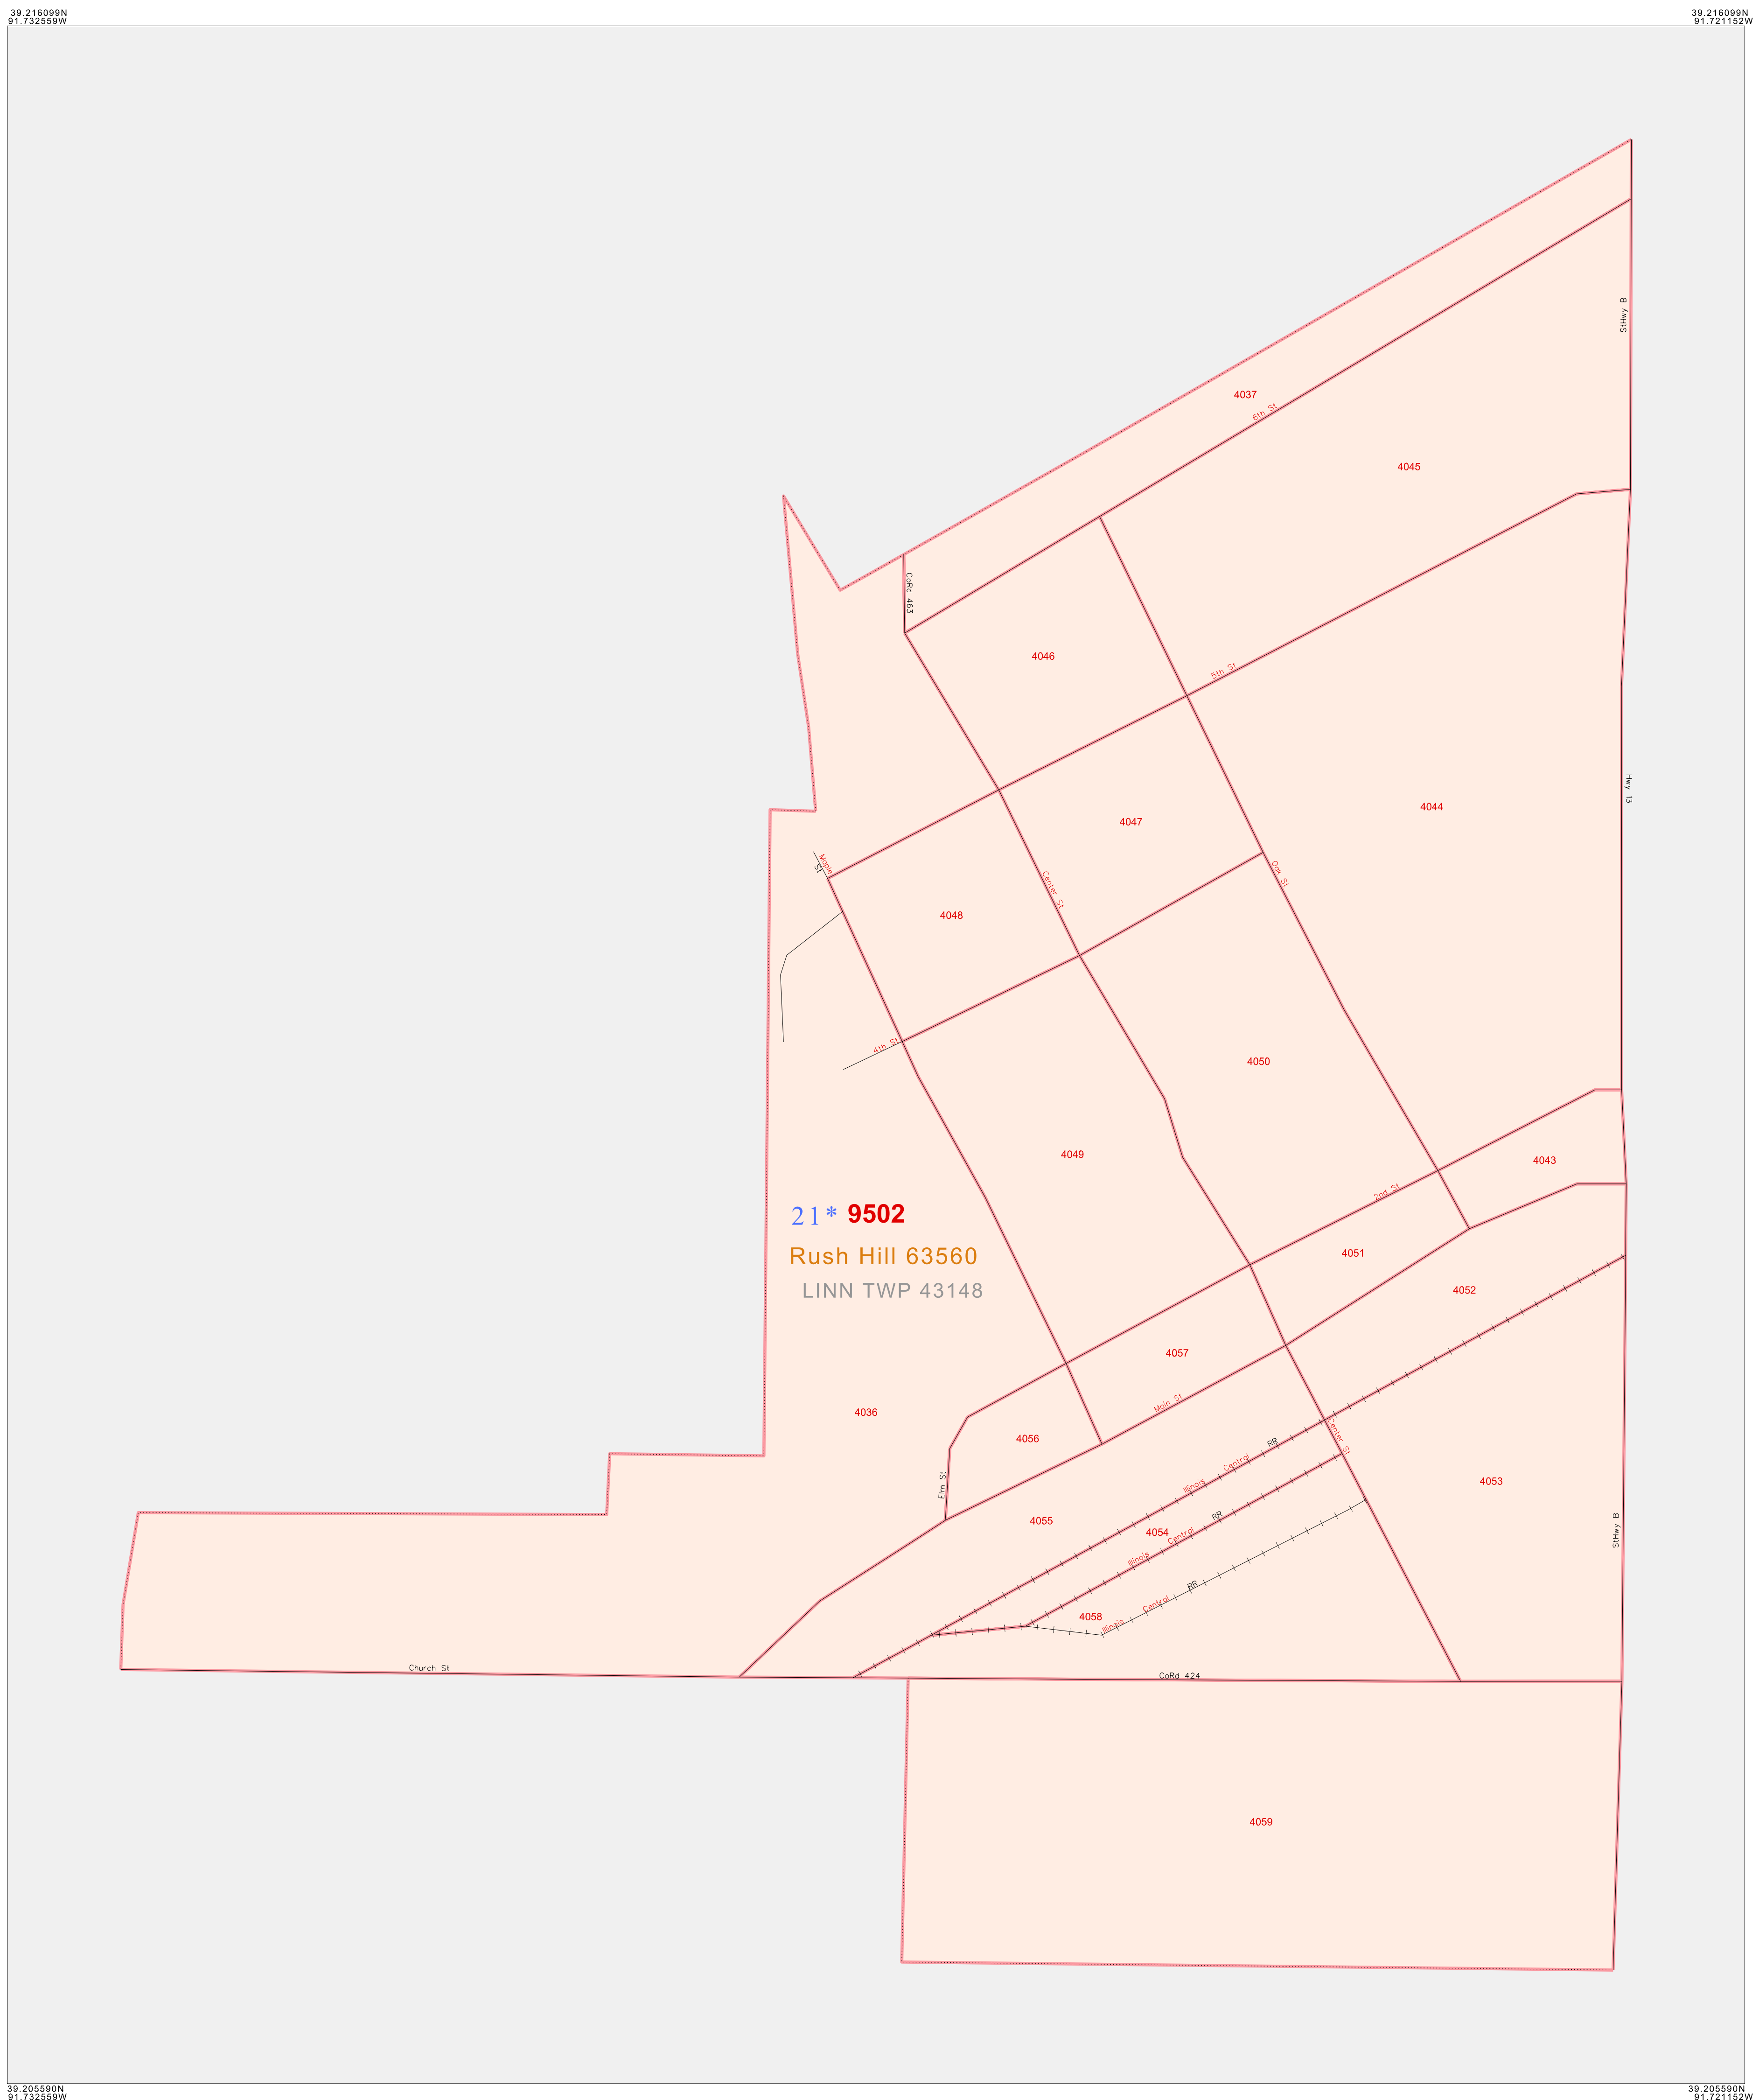 39.216099N
91.732559W
39.216099N
91.721152W
StHwy B
4037
6th St
4045
CoRd 463
4046
5th St
Hwy 13
4044
4047
Maple
St
Center St
Oak St
4048
4th St
4050
4049
4043
2nd St
21* 9502
Rush Hill 63560
LINN TWP 43148
4051
4052
4057
Main St
4036
4056
Center St
Illinois Central RR
Elm St
4053
4055
4054
Illinois Central RR
StHwy B
4058
Illinois Central RR
Church St
CoRd 424
4059
39.205590N
91.732559W
39.205590N
91.721152W